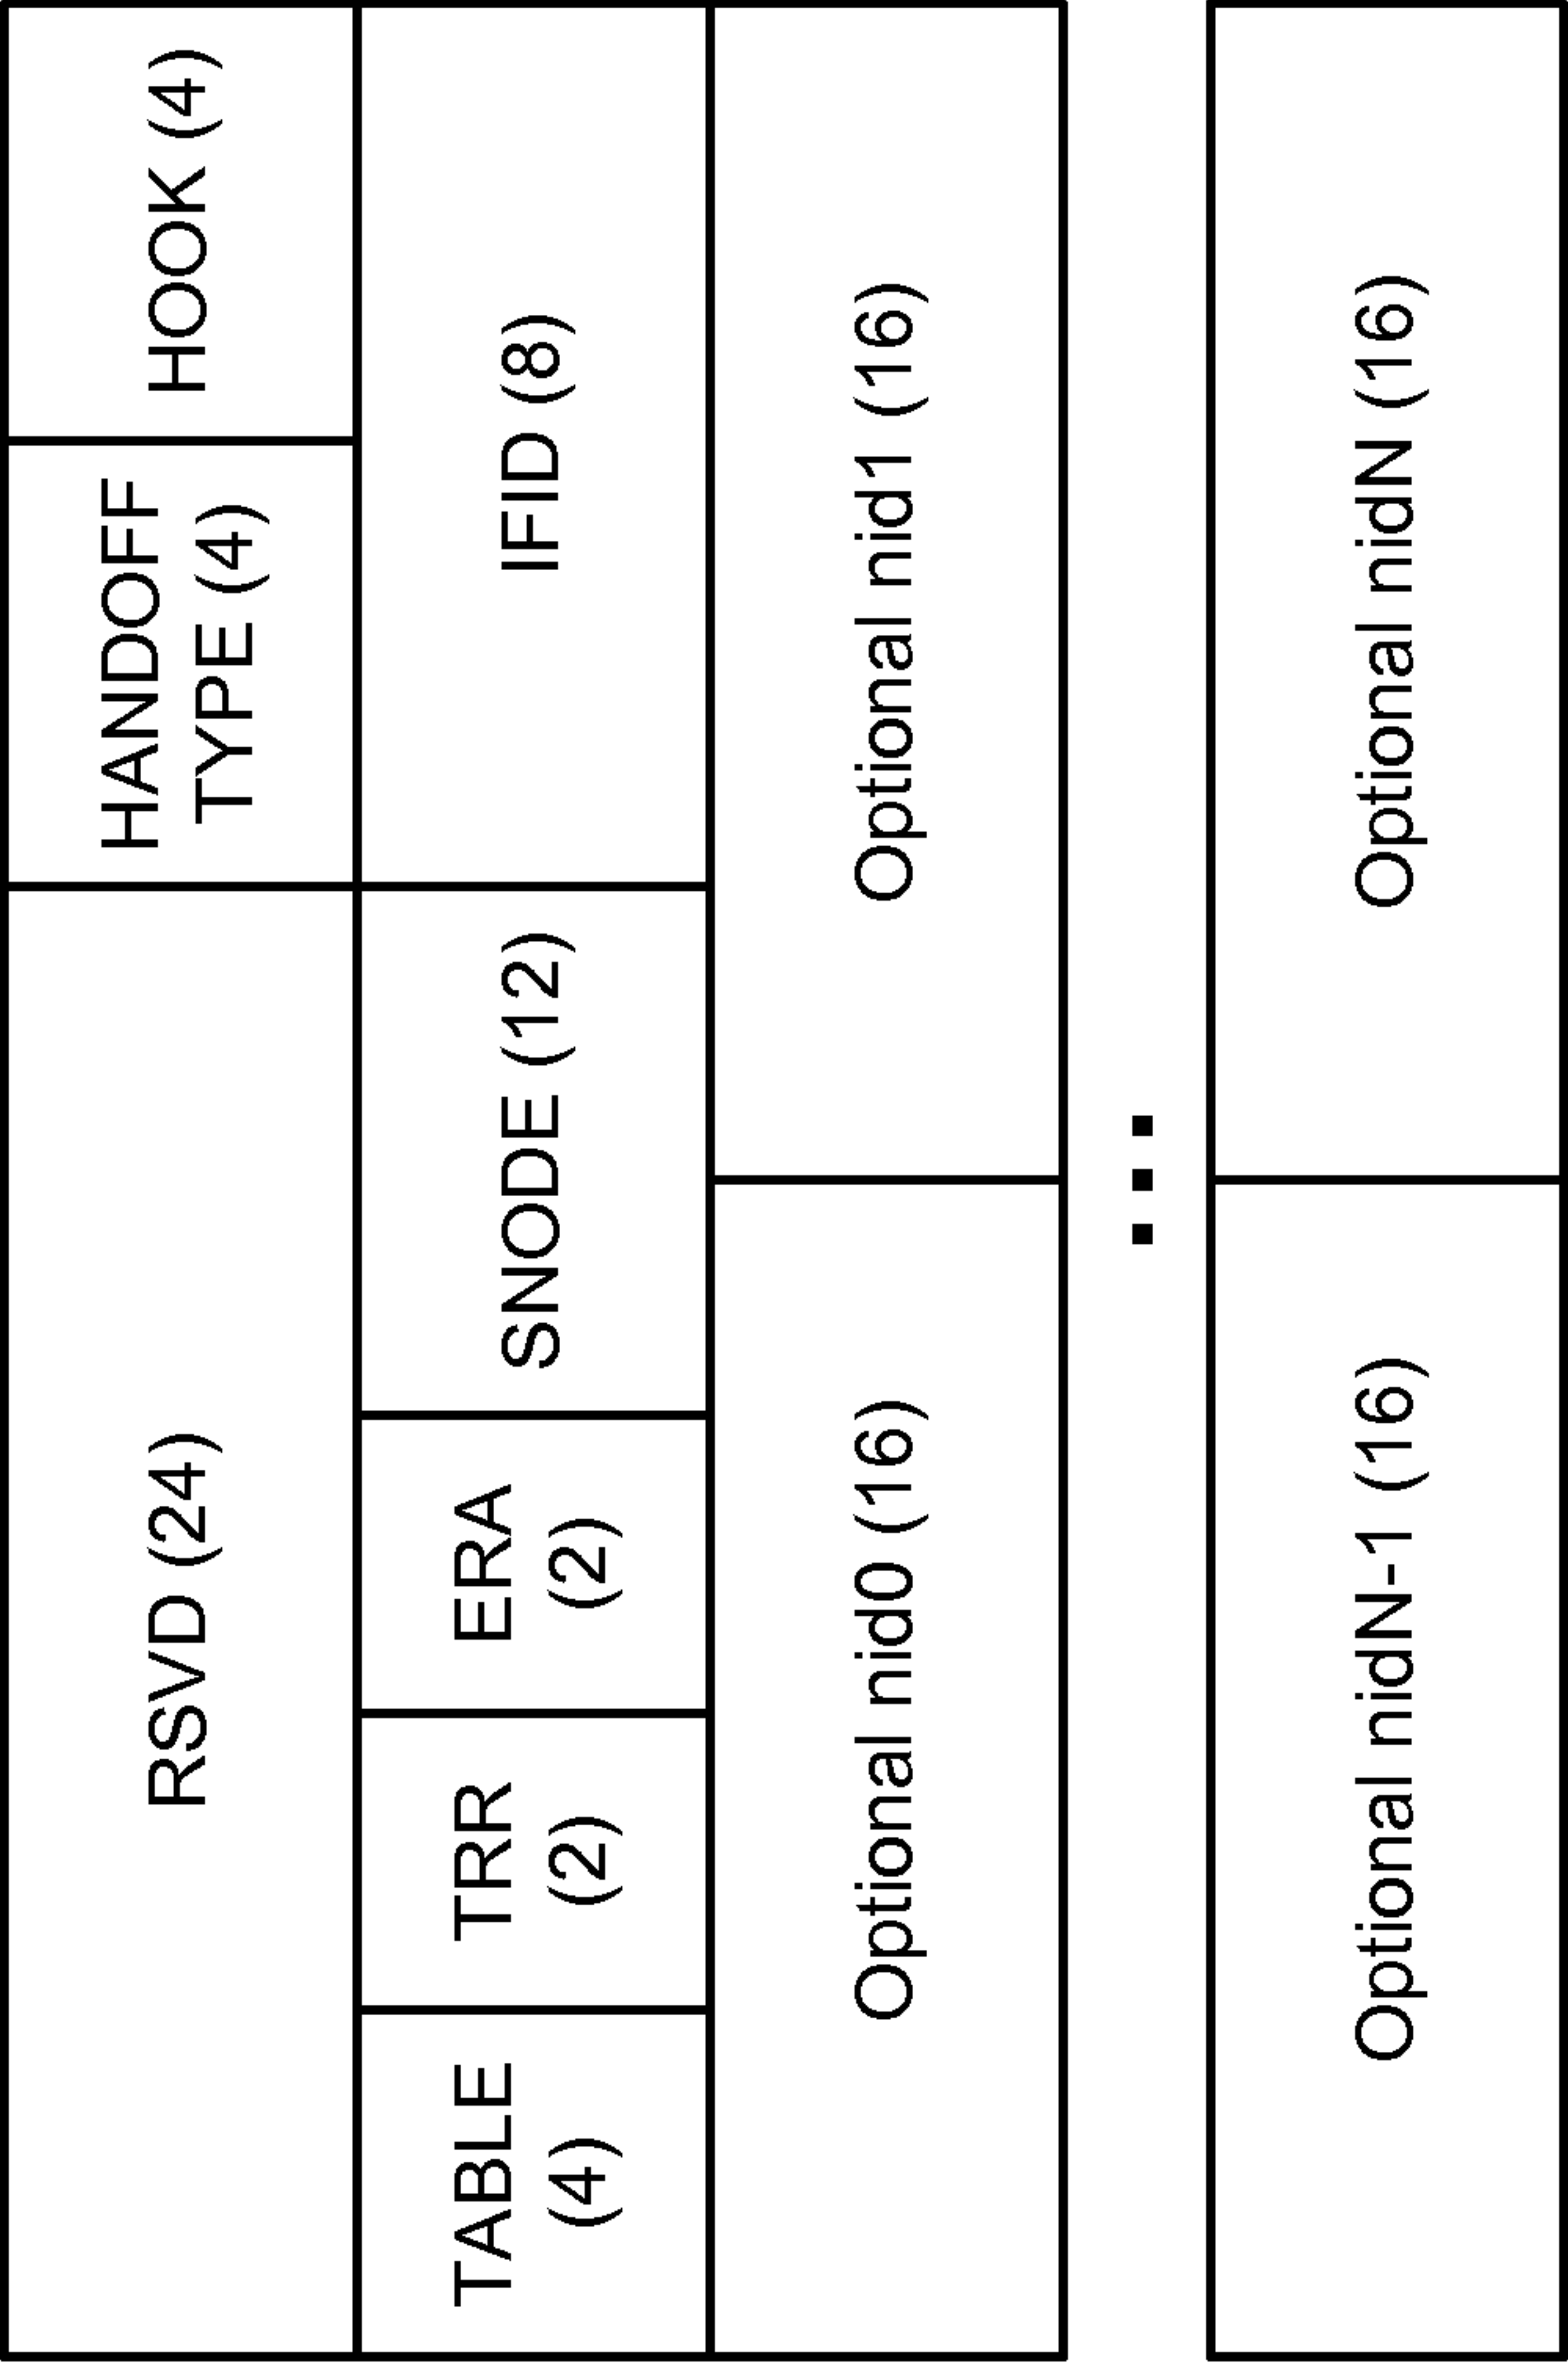 RSVD (24)
HANDOFF
TYPE (4)
HOOK (4)
TABLE
(4)
TRR
(2)
ERA
(2)
SNODE (12)
IFID (8)
Optional nid0 (16)
Optional nid1 (16)
...
Optional nidN-1 (16)
Optional nidN (16)